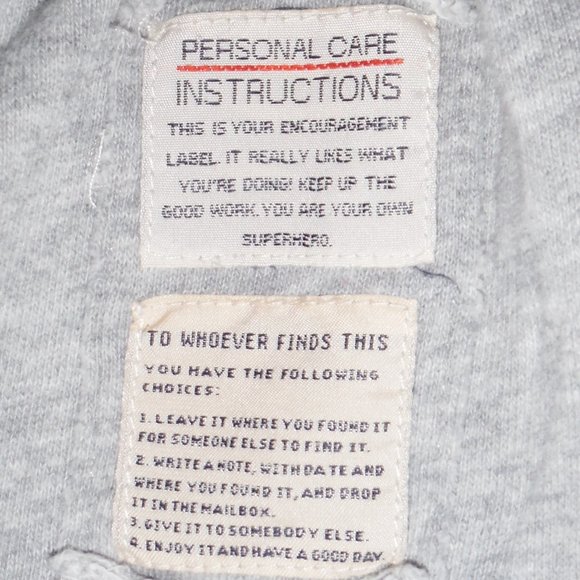 PERSONAL CARE
INSTRUCTIONS
THIS IS YOUR ENCOURAGEMENT
LABEL. IT REALLY LIKES WHAT
YOU'RE DOING! KEEP UP THE
GOOD WORK. YOU ARE YOUR OWN
SUPERHERO.
TO WHOEVER FINDS THIS
YOU HAVE THE FOLLOWING
CHOICES:
1. LEAVE IT WHERE YOU FOUND IT
FOR SOMEONE ELSE TO FIND IT.
2. WRITE A NOTE, WITH DATE AND
WHERE YOU FOUND IT, AND DROP
IT IN THE MAILBOX.
3. GIVE IT TO SOMEBODY ELSE.
4. ENJOY IT AND HAVE A GOOD DAY.